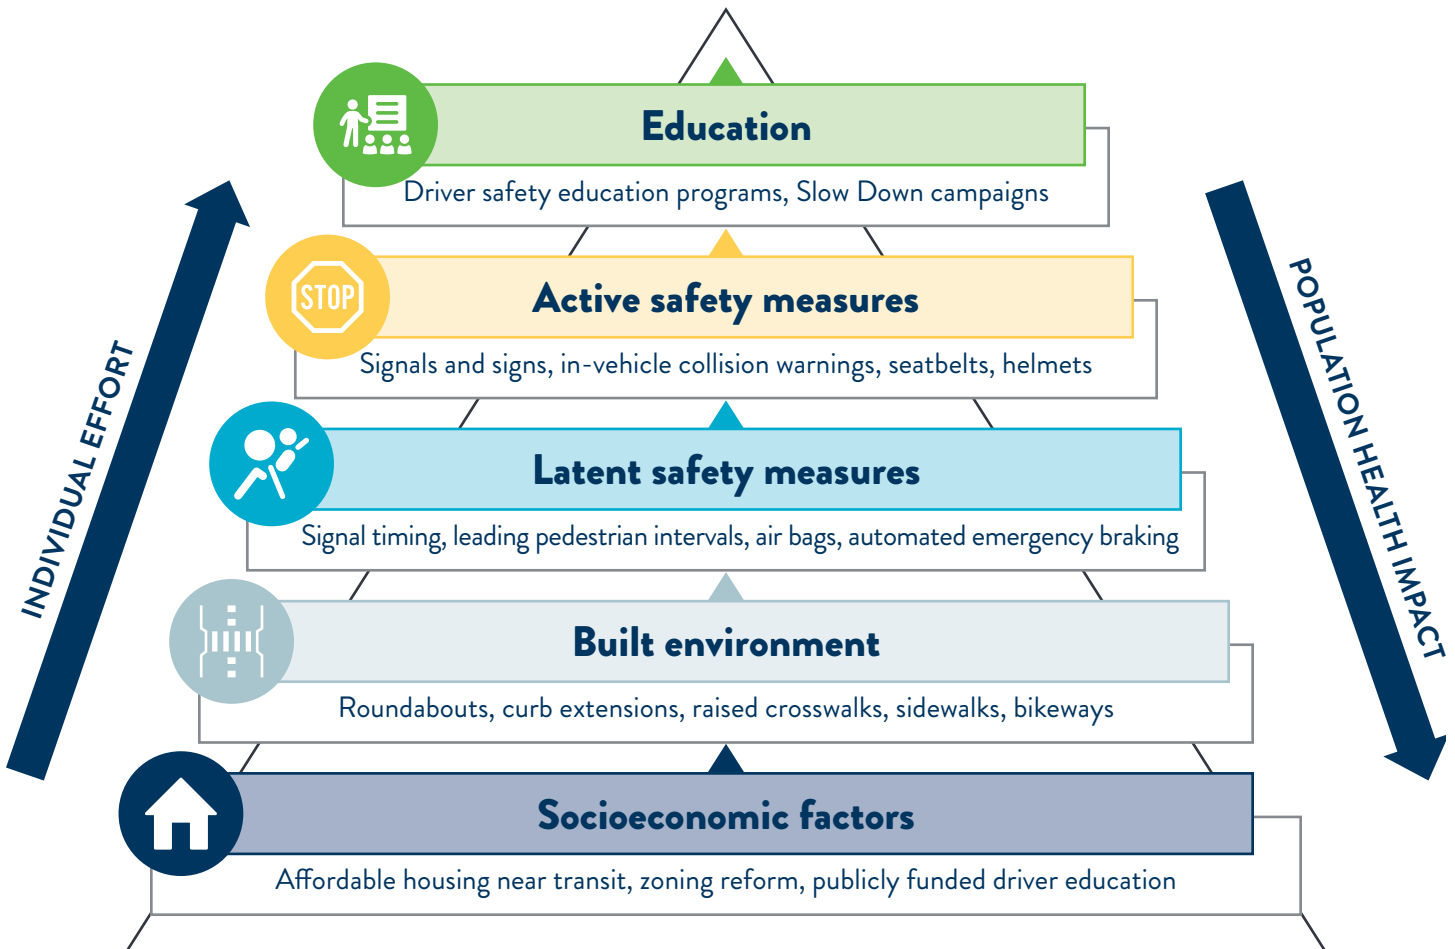 Education
Driver safety education programs, Slow Down campaigns
STOP
Active safety measures
Signals and signs, in-vehicle collision warnings, seatbelts, helmets
Latent safety measures
Signal timing, leading pedestrian intervals, air bags, automated emergency braking
Built environment
Roundabouts, curb extensions, raised crosswalks, sidewalks, bikeways
Socioeconomic factors
Affordable housing near transit, zoning reform, publicly funded driver education
INDIVIDUAL EFFORT
POPULATION HEALTH IMPACT